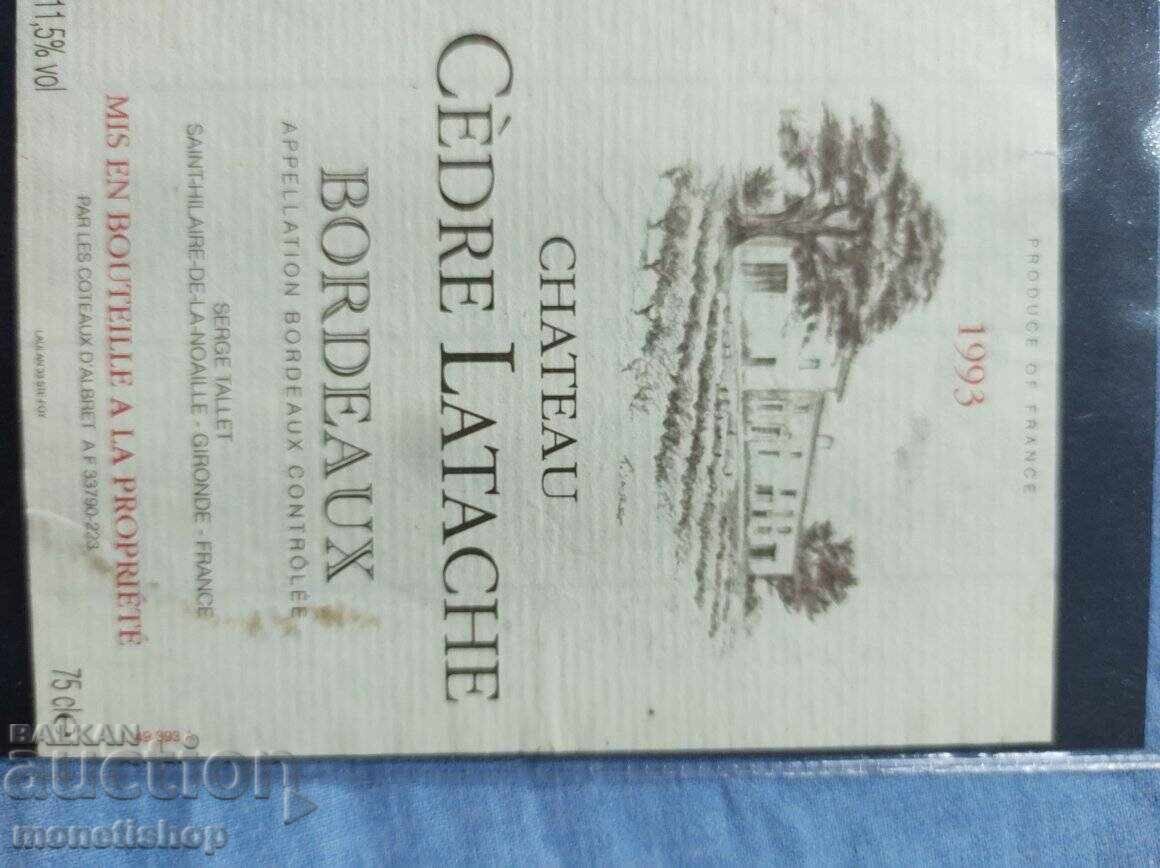 PRODUCE OF FRANCE
1993
CHATEAU
CÈDRE LATACHE
BORDEAUX
APPELLATION BORDEAUX CONTRÔLÉE
SERGE TALLET
SAINT-HILAIRE-DE-LA-NOAILLE - GIRONDE - FRANCE
11,5% vol
MIS EN BOUTEILLE A LA PROPRIÉTÉ
75 cl e
PAR LES COTEAUX D'ALBRET A F 33790-223
49 393
BALKAN
auction
monetishop